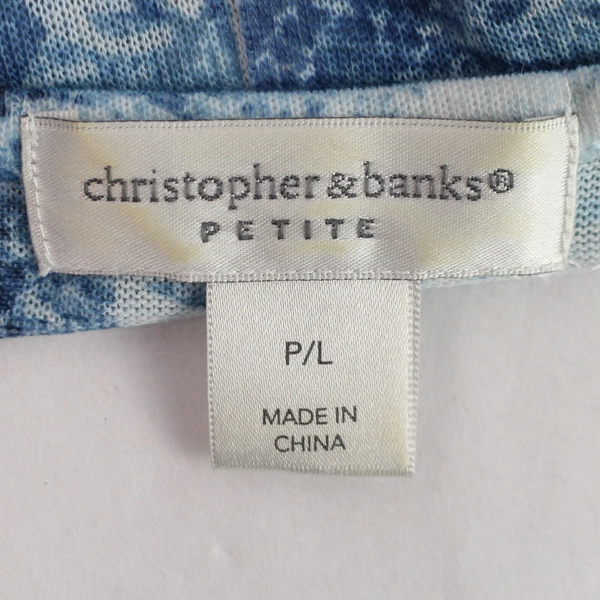 christopher & banks®
PETITE
P/L
MADE IN
CHINA